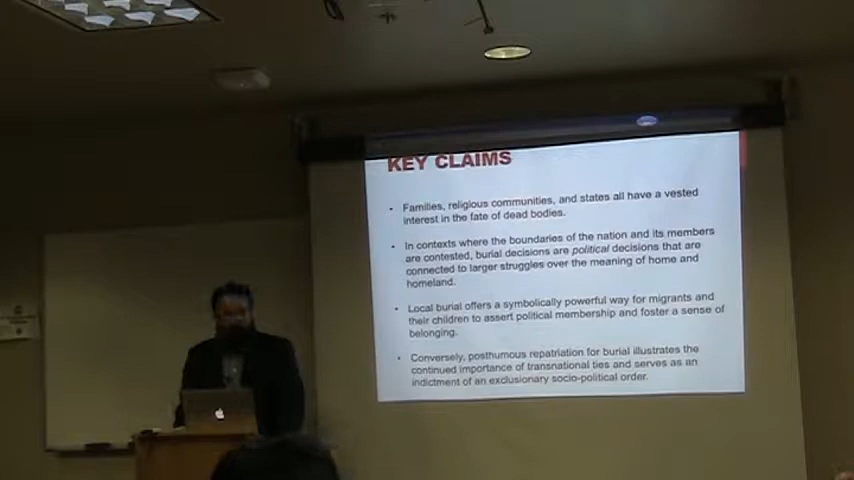 KEY CLAIMS
• Families, religious communities, and states all have a vested
interest in the fate of dead bodies.
• In contexts where the boundaries of the nation and its members
are contested, burial decisions are political decisions that are
connected to larger struggles over the meaning of home and
homeland.
• Local burial offers a symbolically powerful way for migrants and
their children to assert political membership and foster a sense of
belonging.
• Conversely, posthumous repatriation for burial illustrates the
continued importance of transnational ties and serves as an
indictment of an exclusionary socio-political order.